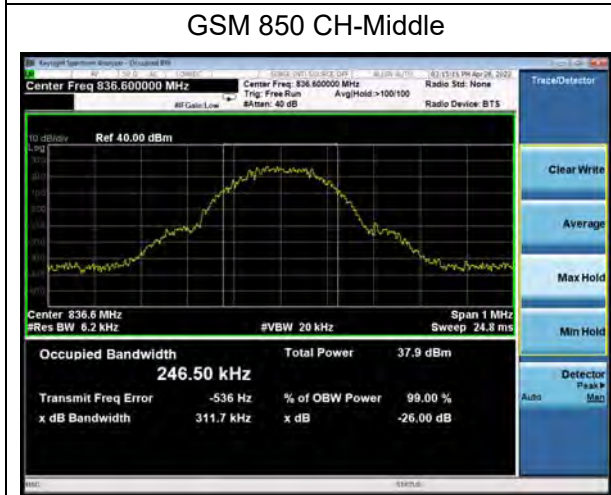 GSM 850 CH-Middle
Keysight Spectrum Analyzer - Occupied BW
Center Freq 836.600000 MHz
Center Freq: 836.600000 MHz
Radio Std: None
Trig: Free Run
Avg|Hold:>100/100
#IFGain:Low
#Atten: 40 dB
Radio Device: BTS
Trace/Detector
10 dB/div
Ref 40.00 dBm
Log
Clear Write
Average
Max Hold
Min Hold
Center 836.6 MHz
Span 1 MHz
#Res BW 6.2 kHz
#VBW 20 kHz
Sweep 24.8 ms
Occupied Bandwidth
Total Power
37.9 dBm
246.50 kHz
Transmit Freq Error
-536 Hz
% of OBW Power
99.00 %
x dB Bandwidth
311.7 kHz
x dB
-26.00 dB
Detector
Peak▶
Auto
Man
MSG
STATUS